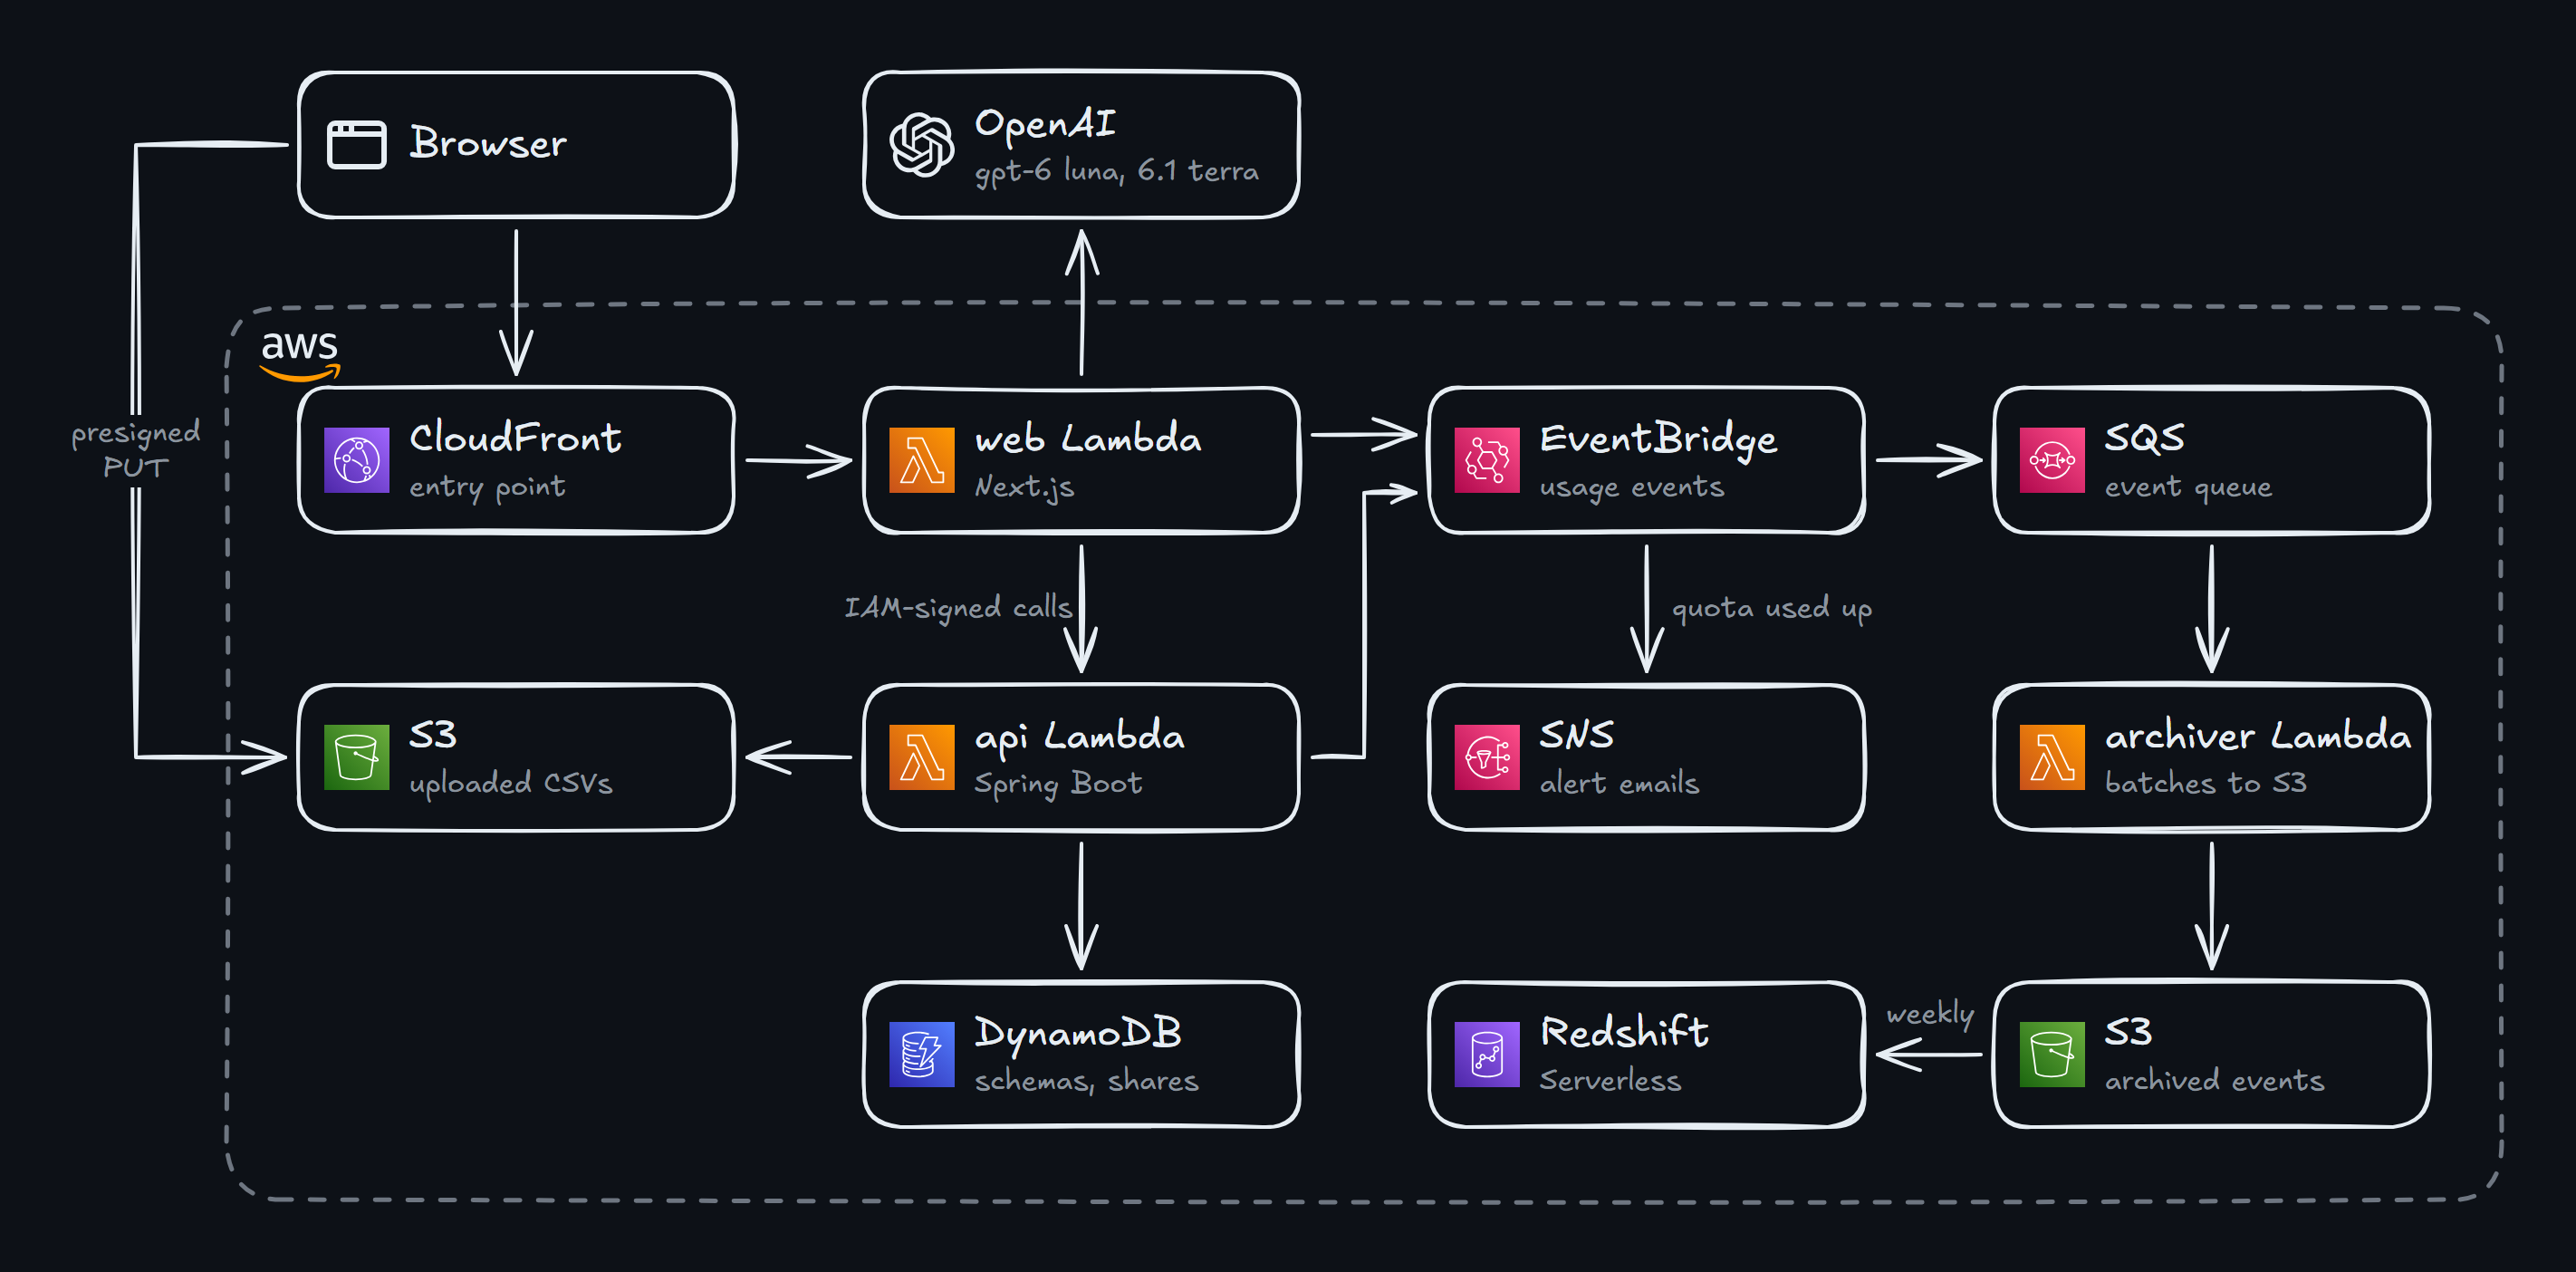 Browser
OpenAI
gpt-6 luna, 6.1 terra
aws
presigned
PUT
CloudFront
entry point
web Lambda
Next.js
EventBridge
usage events
SQS
event queue
IAM-signed calls
quota used up
S3
uploaded CSVs
api Lambda
Spring Boot
SNS
alert emails
archiver Lambda
batches to S3
DynamoDB
schemas, shares
Redshift
Serverless
weekly
S3
archived events